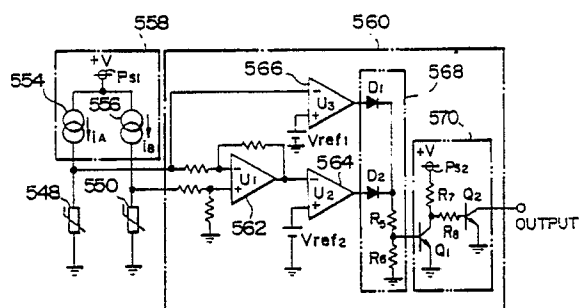 558
560
+V
Ps1
554
556
iA
iB
566
-
+
U3
Vref1
D1
568
570
564
-
+
U1
562
-
+
U2
Vref2
D2
+V
Ps2
R7
Q2
R8
R5
R6
Q1
OUTPUT
548
550